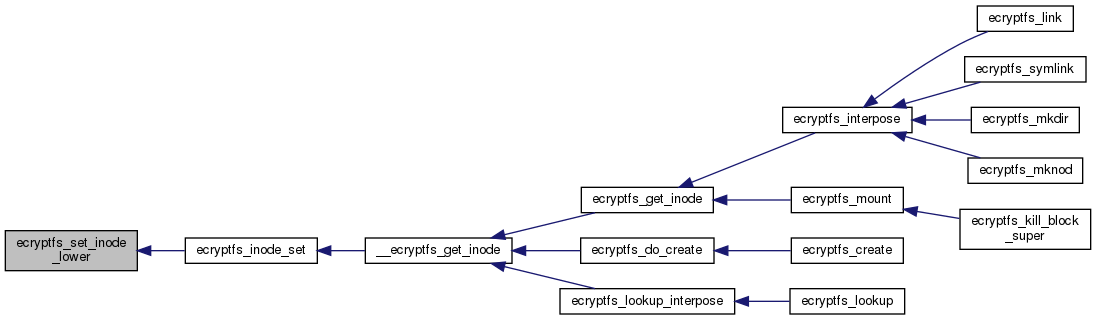 ecryptfs_link
ecryptfs_symlink
ecryptfs_interpose
ecryptfs_mkdir
ecryptfs_mknod
ecryptfs_get_inode
ecryptfs_mount
ecryptfs_kill_block
_super
ecryptfs_set_inode
_lower
ecryptfs_inode_set
__ecryptfs_get_inode
ecryptfs_do_create
ecryptfs_create
ecryptfs_lookup_interpose
ecryptfs_lookup